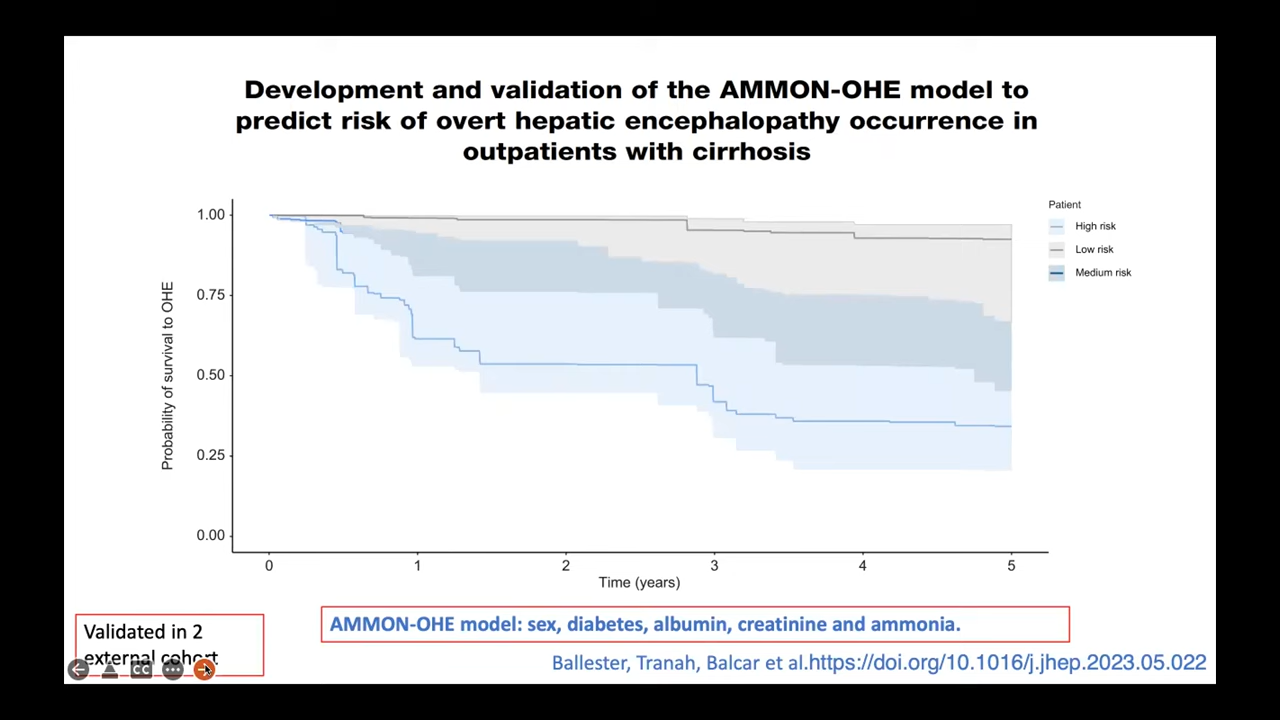 Development and validation of the AMMON-OHE model to
predict risk of overt hepatic encephalopathy occurrence in
outpatients with cirrhosis
Probability of survival to OHE
1.00
0.75
0.50
0.25
0.00
0 1 2 3 4 5
Time (years)
Patient
High risk
Low risk
Medium risk
AMMON-OHE model: sex, diabetes, albumin, creatinine and ammonia.
Validated in 2
external cohort
CC
Ballester, Tranah, Balcar et al.https://doi.org/10.1016/j.jhep.2023.05.022